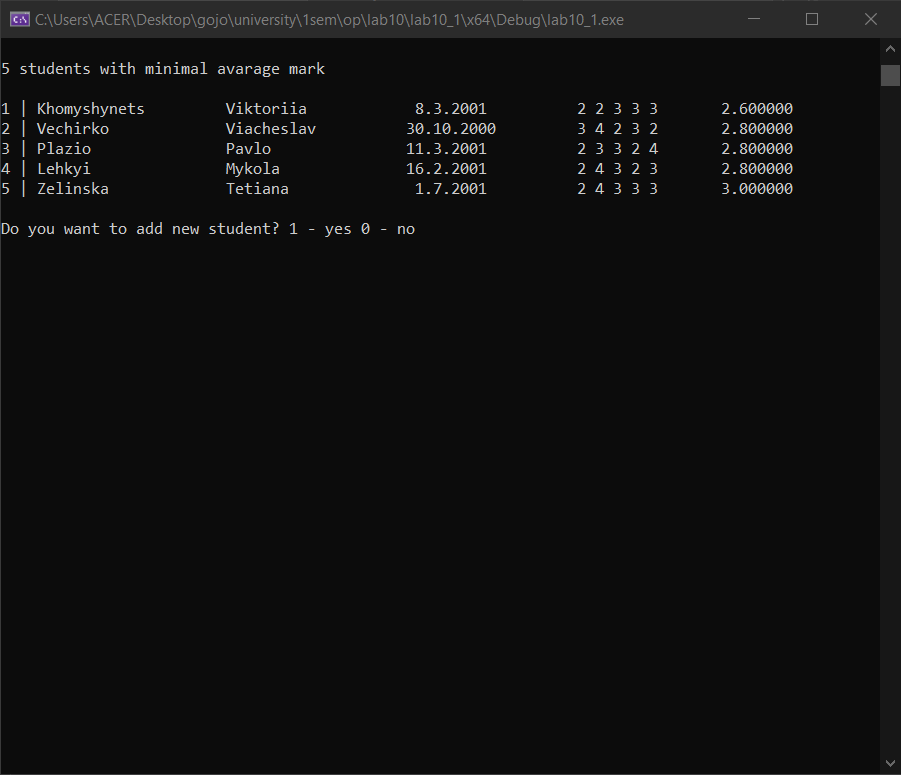 C:\Users\ACER\Desktop\gojo\university\1sem\op\lab10\lab10_1\x64\Debug\lab10_1.exe
5 students with minimal avarage mark
1 | Khomyshynets Viktoriia 8.3.2001 2 2 3 3 3 2.600000
2 | Vechirko Viacheslav 30.10.2000 3 4 2 3 2 2.800000
3 | Plazio Pavlo 11.3.2001 2 3 3 2 4 2.800000
4 | Lehkyi Mykola 16.2.2001 2 4 3 2 3 2.800000
5 | Zelinska Tetiana 1.7.2001 2 4 3 3 3 3.000000
Do you want to add new student? 1 - yes 0 - no